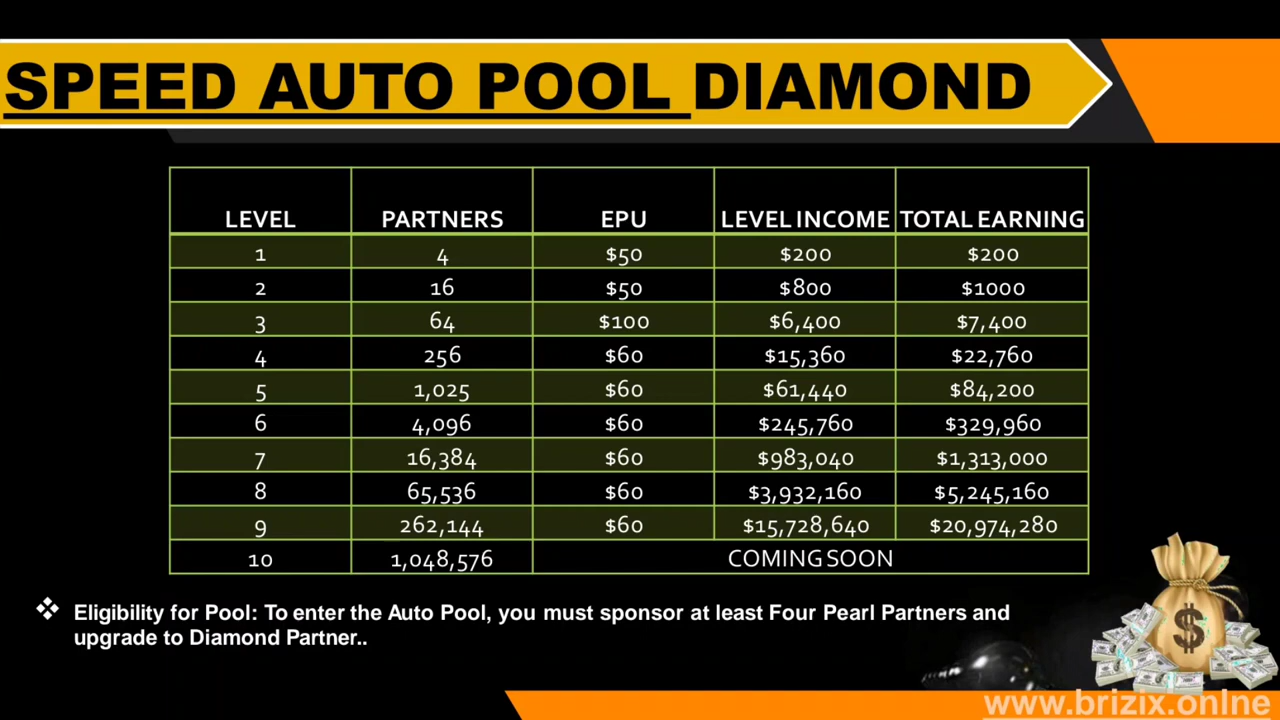 SPEED AUTO POOL DIAMOND
LEVEL PARTNERS EPU LEVEL INCOME TOTAL EARNING
1 4 $50 $200 $200
2 16 $50 $800 $1000
3 64 $100 $6,400 $7,400
4 256 $60 $15,360 $22,760
5 1,025 $60 $61,440 $84,200
6 4,096 $60 $245,760 $329,960
7 16,384 $60 $983,040 $1,313,000
8 65,536 $60 $3,932,160 $5,245,160
9 262,144 $60 $15,728,640 $20,974,280
10 1,048,576 COMING SOON
❖ Eligibility for Pool: To enter the Auto Pool, you must sponsor at least Four Pearl Partners and
upgrade to Diamond Partner..
$
www.brizix.onlne